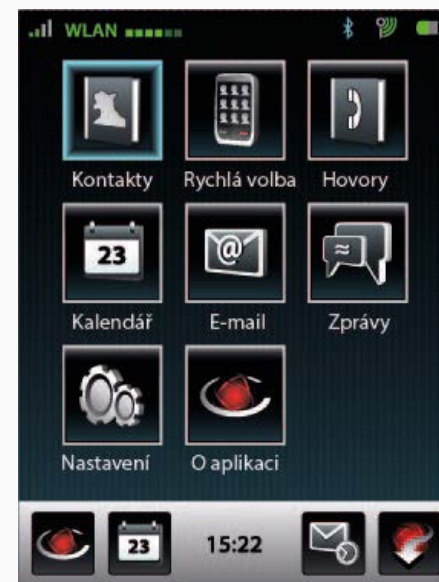 WLAN
Kontakty Rychlá volba Hovory
23
Kalendář E-mail Zprávy
Nastavení O aplikaci
23 15:22